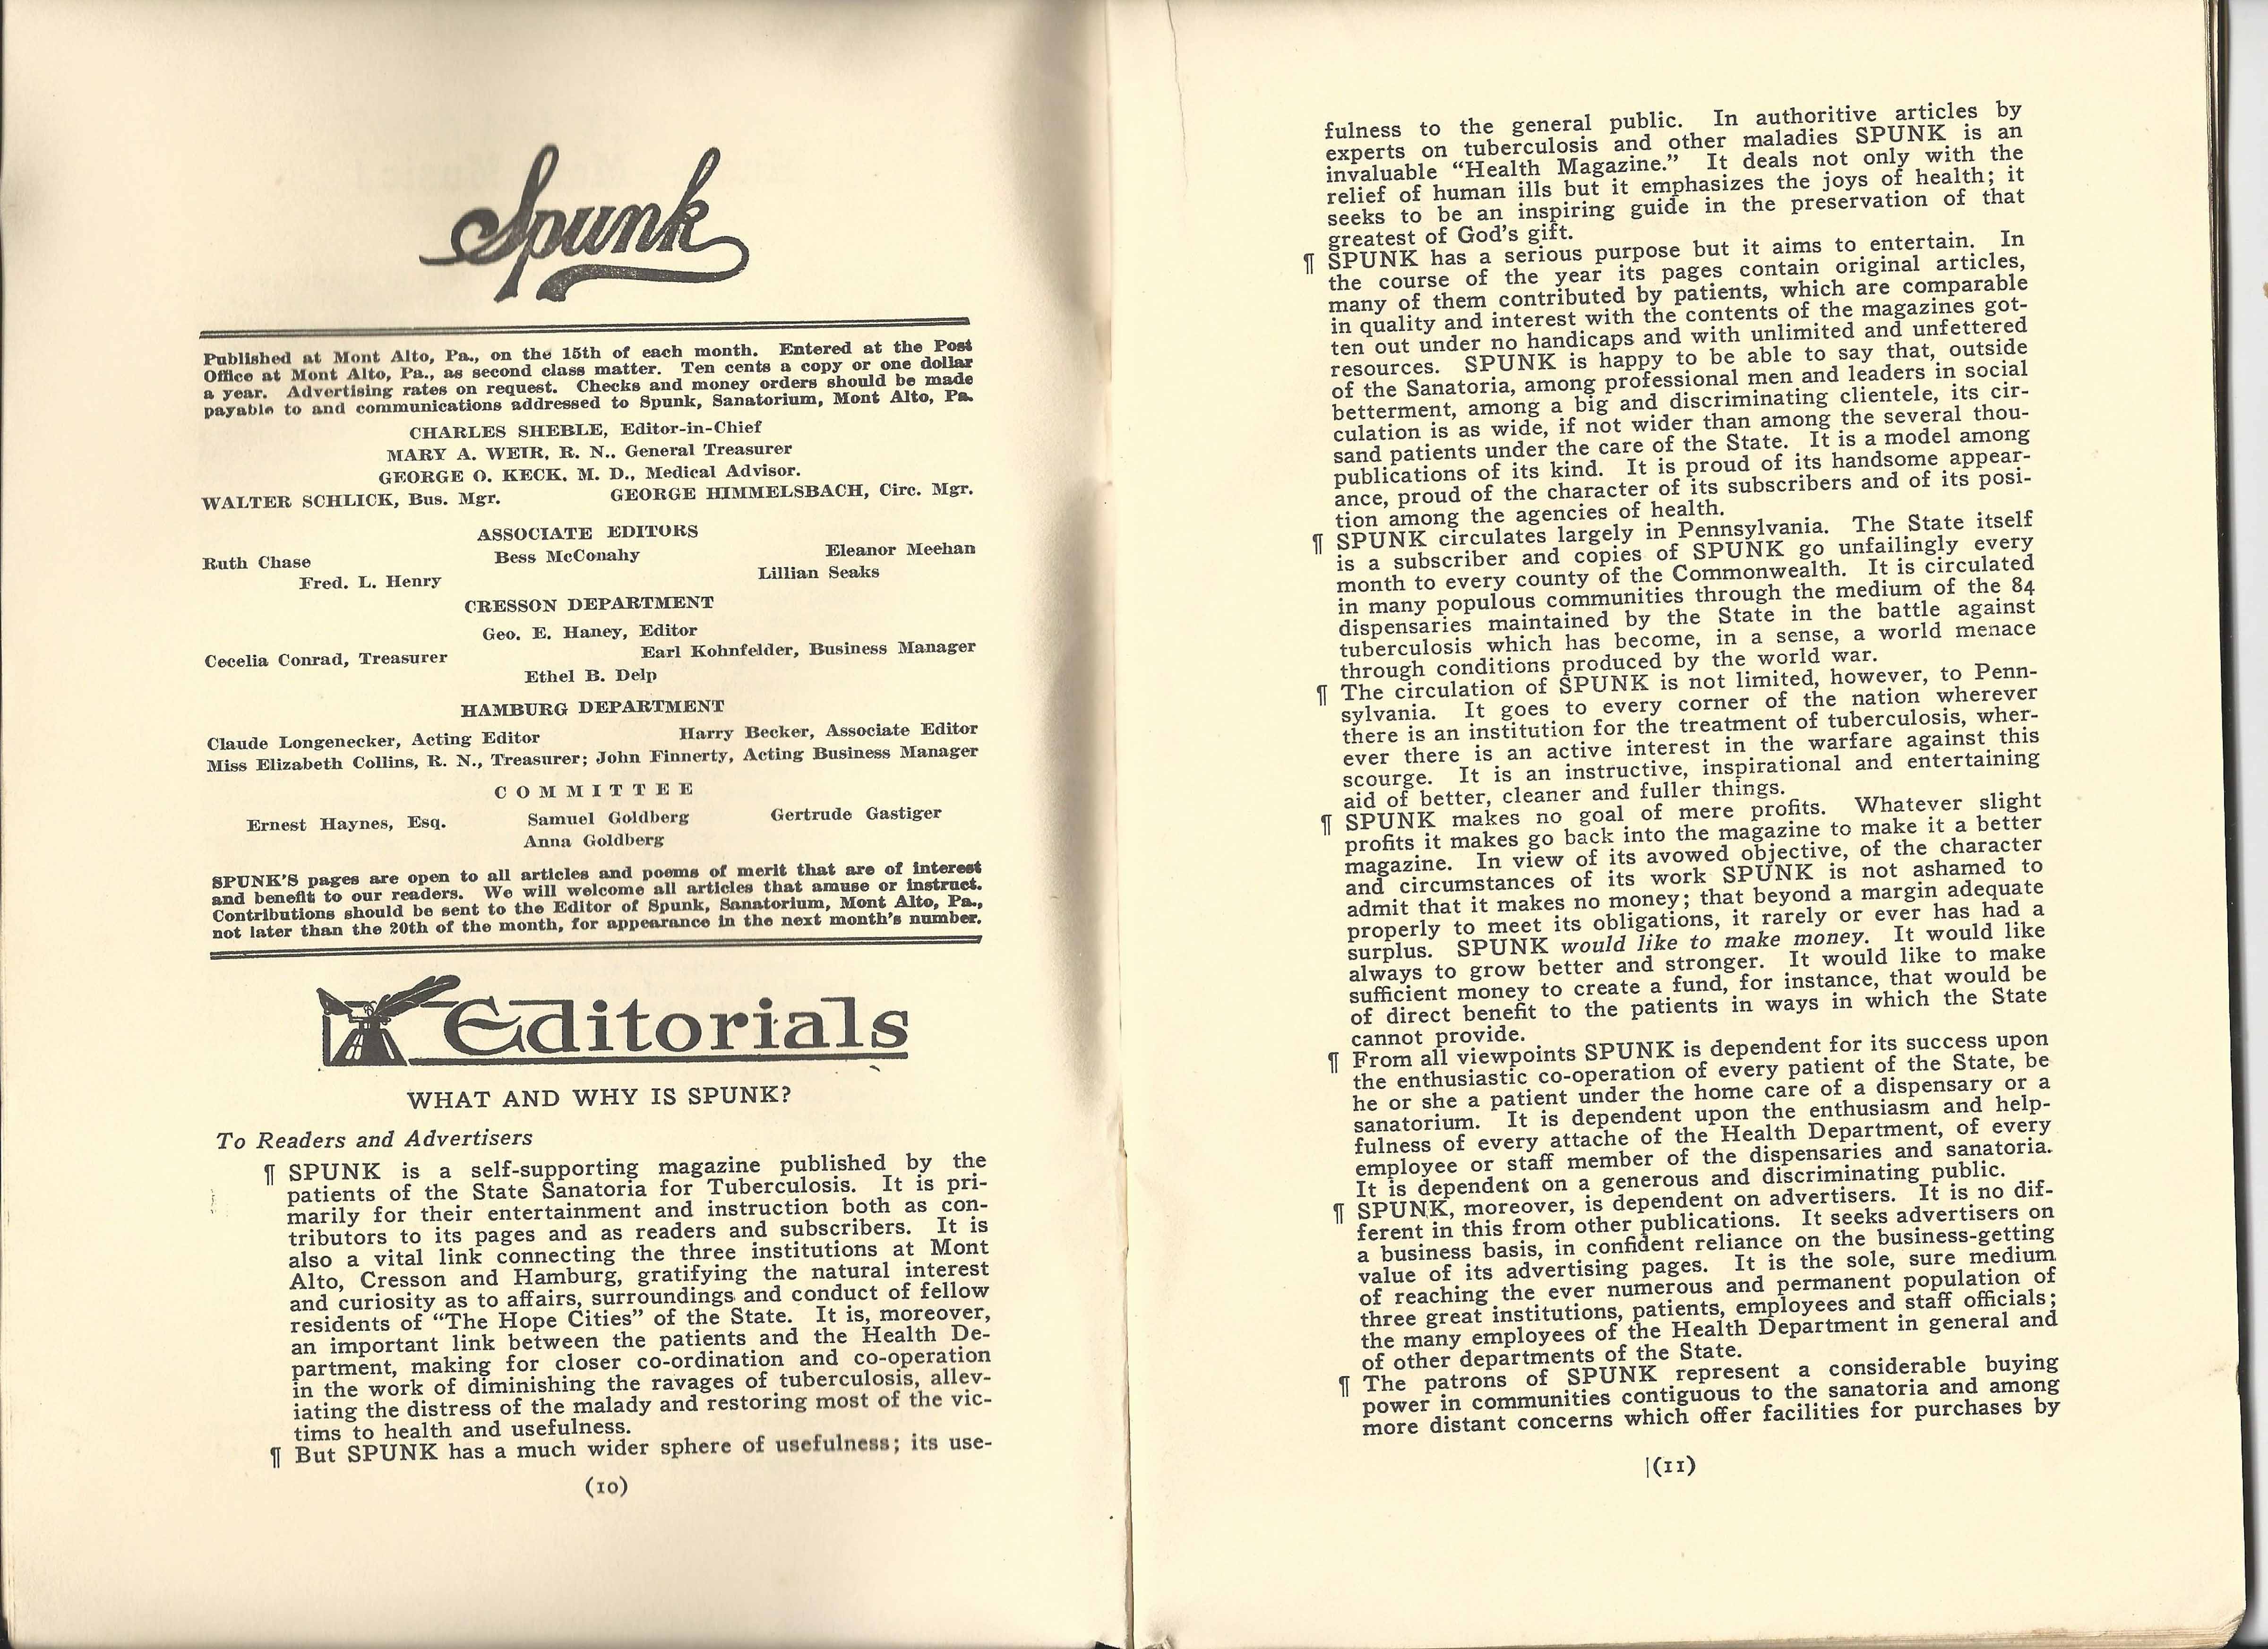 Spunk
Published at Mont Alto, Pa., on the 15th of each month. Entered at the Post
Office at Mont Alto, Pa., as second class matter. Ten cents a copy or one dollar
a year. Advertising rates on request. Checks and money orders should be made
payable to and communications addressed to Spunk, Sanatorium, Mont Alto, Pa.
CHARLES SHEBLE, Editor-in-Chief
MARY A. WEIR, R. N., General Treasurer
GEORGE O. KECK, M. D., Medical Advisor.
WALTER SCHLICK, Bus. Mgr. GEORGE HIMMELSBACH, Circ. Mgr.
ASSOCIATE EDITORS
Ruth Chase Bess McConahy Eleanor Meehan
Fred. L. Henry Lillian Seaks
CRESSON DEPARTMENT
Geo. E. Haney, Editor
Cecelia Conrad, Treasurer Earl Kohnfelder, Business Manager
Ethel B. Delp
HAMBURG DEPARTMENT
Claude Longenecker, Acting Editor Harry Becker, Associate Editor
Miss Elizabeth Collins, R. N., Treasurer; John Finnerty, Acting Business Manager
COMMITTEE
Ernest Haynes, Esq. Samuel Goldberg Gertrude Gastiger
Anna Goldberg
SPUNK'S pages are open to all articles and poems of merit that are of interest
and benefit to our readers. We will welcome all articles that amuse or instruct.
Contributions should be sent to the Editor of Spunk, Sanatorium, Mont Alto, Pa.,
not later than the 20th of the month, for appearance in the next month's number.
Editorials
WHAT AND WHY IS SPUNK?
To Readers and Advertisers
¶ SPUNK is a self-supporting magazine published by the
patients of the State Sanatoria for Tuberculosis. It is pri-
marily for their entertainment and instruction both as con-
tributors to its pages and as readers and subscribers. It is
also a vital link connecting the three institutions at Mont
Alto, Cresson and Hamburg, gratifying the natural interest
and curiosity as to affairs, surroundings and conduct of fellow
residents of “The Hope Cities” of the State. It is, moreover,
an important link between the patients and the Health De-
partment, making for closer co-ordination and co-operation
in the work of diminishing the ravages of tuberculosis, allev-
iating the distress of the malady and restoring most of the vic-
tims to health and usefulness.
¶ But SPUNK has a much wider sphere of usefulness; its use-
(10)
fulness to the general public. In authoritive articles by
experts on tuberculosis and other maladies SPUNK is an
invaluable “Health Magazine.” It deals not only with the
relief of human ills but it emphasizes the joys of health; it
seeks to be an inspiring guide in the preservation of that
greatest of God's gift.
¶ SPUNK has a serious purpose but it aims to entertain. In
the course of the year its pages contain original articles,
many of them contributed by patients, which are comparable
in quality and interest with the contents of the magazines got-
ten out under no handicaps and with unlimited and unfettered
resources. SPUNK is happy to be able to say that, outside
of the Sanatoria, among professional men and leaders in social
betterment, among a big and discriminating clientele, its cir-
culation is as wide, if not wider than among the several thou-
sand patients under the care of the State. It is a model among
publications of its kind. It is proud of its handsome appear-
ance, proud of the character of its subscribers and of its posi-
tion among the agencies of health.
¶ SPUNK circulates largely in Pennsylvania. The State itself
is a subscriber and copies of SPUNK go unfailingly every
month to every county of the Commonwealth. It is circulated
in many populous communities through the medium of the 84
dispensaries maintained by the State in the battle against
tuberculosis which has become, in a sense, a world menace
through conditions produced by the world war.
¶ The circulation of SPUNK is not limited, however, to Penn-
sylvania. It goes to every corner of the nation wherever
there is an institution for the treatment of tuberculosis, wher-
ever there is an active interest in the warfare against this
scourge. It is an instructive, inspirational and entertaining
aid of better, cleaner and fuller things.
¶ SPUNK makes no goal of mere profits. Whatever slight
profits it makes go back into the magazine to make it a better
magazine. In view of its avowed objective, of the character
and circumstances of its work SPUNK is not ashamed to
admit that it makes no money; that beyond a margin adequate
properly to meet its obligations, it rarely or ever has had a
surplus. SPUNK would like to make money. It would like
always to grow better and stronger. It would like to make
sufficient money to create a fund, for instance, that would be
of direct benefit to the patients in ways in which the State
cannot provide.
¶ From all viewpoints SPUNK is dependent for its success upon
the enthusiastic co-operation of every patient of the State, be
he or she a patient under the home care of a dispensary or a
sanatorium. It is dependent upon the enthusiasm and help-
fulness of every attache of the Health Department, of every
employee or staff member of the dispensaries and sanatoria.
It is dependent on a generous and discriminating public.
¶ SPUNK, moreover, is dependent on advertisers. It is no dif-
ferent in this from other publications. It seeks advertisers on
a business basis, in confident reliance on the business-getting
value of its advertising pages. It is the sole, sure medium
of reaching the ever numerous and permanent population of
three great institutions, patients, employees and staff officials;
the many employees of the Health Department in general and
of other departments of the State.
¶ The patrons of SPUNK represent a considerable buying
power in communities contiguous to the sanatoria and among
more distant concerns which offer facilities for purchases by
(11)